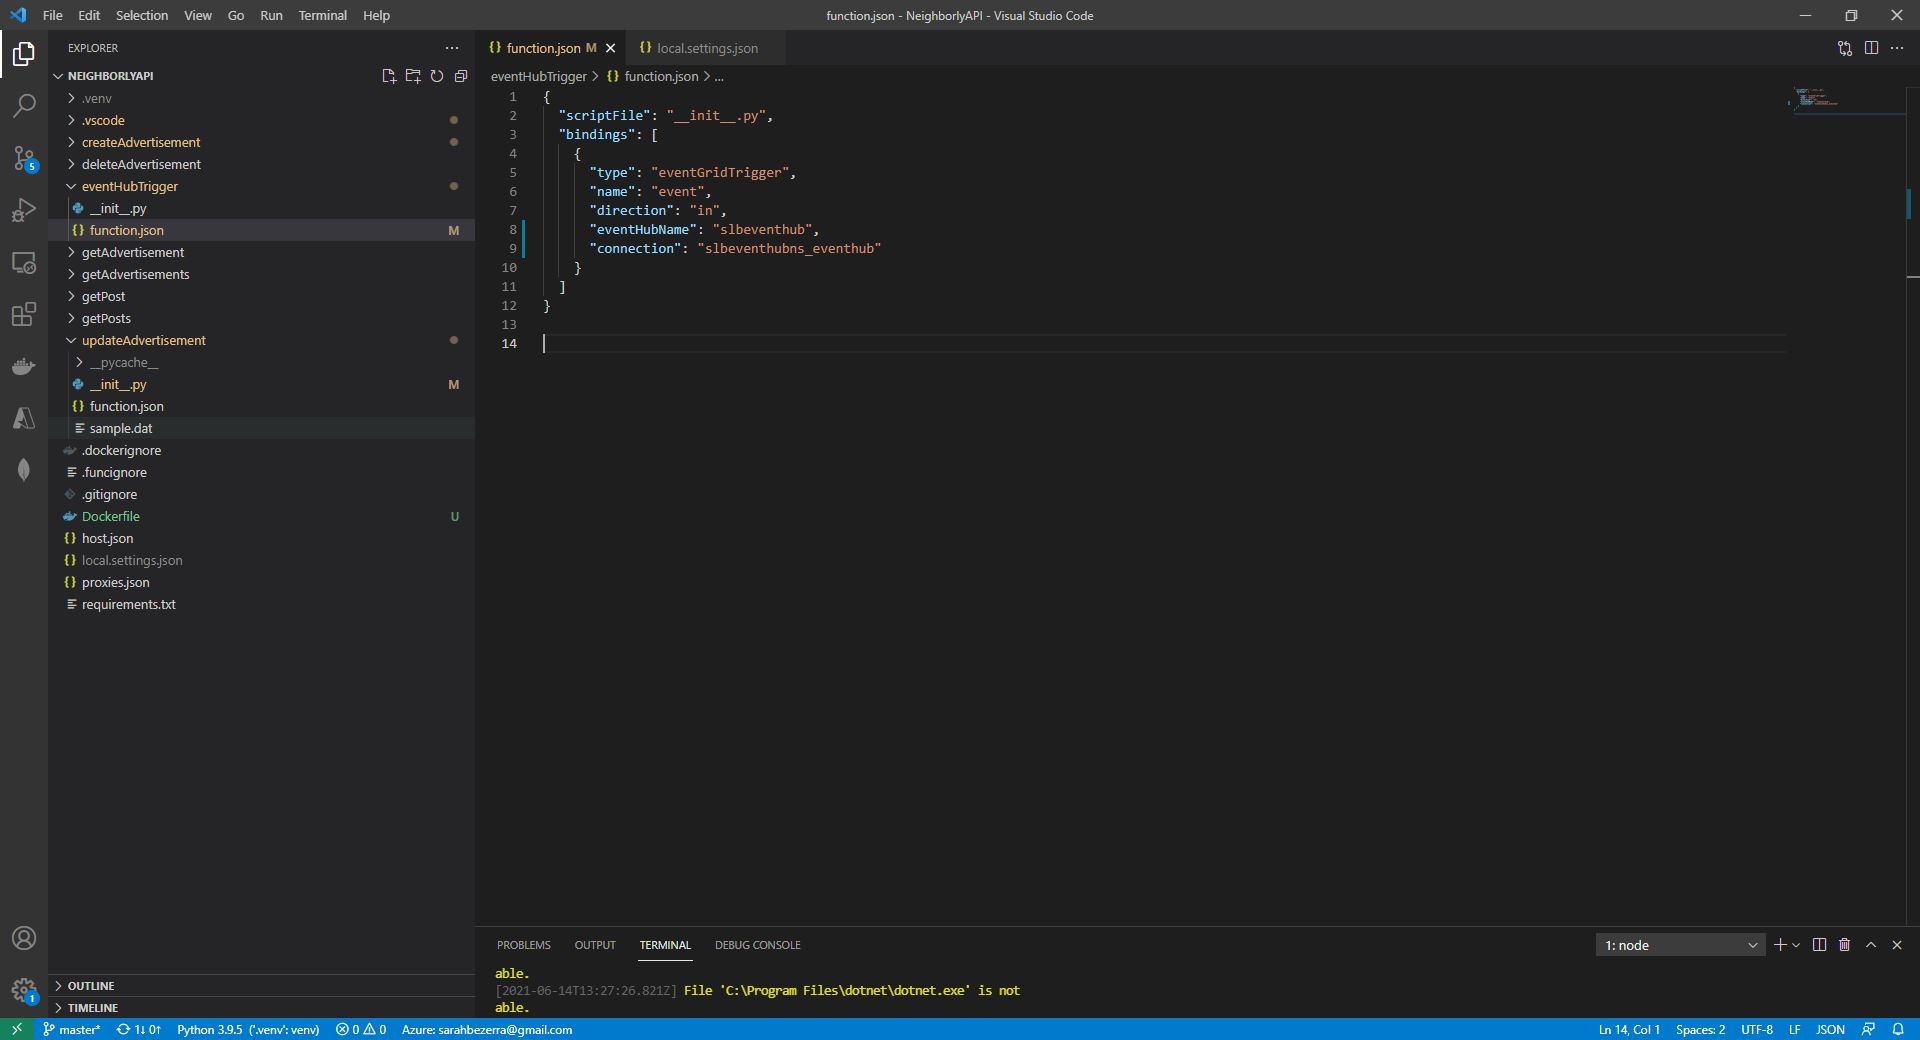 File Edit Selection View Go Run Terminal Help
function.json - NeighborlyAPI - Visual Studio Code
EXPLORER
NEIGHBORLYAPI
.venv
.vscode
createAdvertisement
deleteAdvertisement
eventHubTrigger
__init__.py
function.json M
getAdvertisement
getAdvertisements
getPost
getPosts
updateAdvertisement
__pycache__
__init__.py M
function.json
sample.dat
.dockerignore
.funcignore
.gitignore
Dockerfile U
host.json
local.settings.json
proxies.json
requirements.txt
OUTLINE
TIMELINE
5
1
{} function.json M
{} local.settings.json
eventHubTrigger > {} function.json > ...
1 {
2 "scriptFile": "__init__.py",
3 "bindings": [
4 {
5 "type": "eventGridTrigger",
6 "name": "event",
7 "direction": "in",
8 "eventHubName": "slbeventhub",
9 "connection": "slbeventhubns_eventhub"
10 }
11 ]
12 }
13
14
PROBLEMS OUTPUT TERMINAL DEBUG CONSOLE
1: node
able.
[2021-06-14T13:27:26.821Z] File 'C:\Program Files\dotnet\dotnet.exe' is not
able.
master* 1↓ 0↑ Python 3.9.5 ('.venv': venv) 0 0 Azure: sarahbezerra@gmail.com
Ln 14, Col 1 Spaces: 2 UTF-8 LF JSON